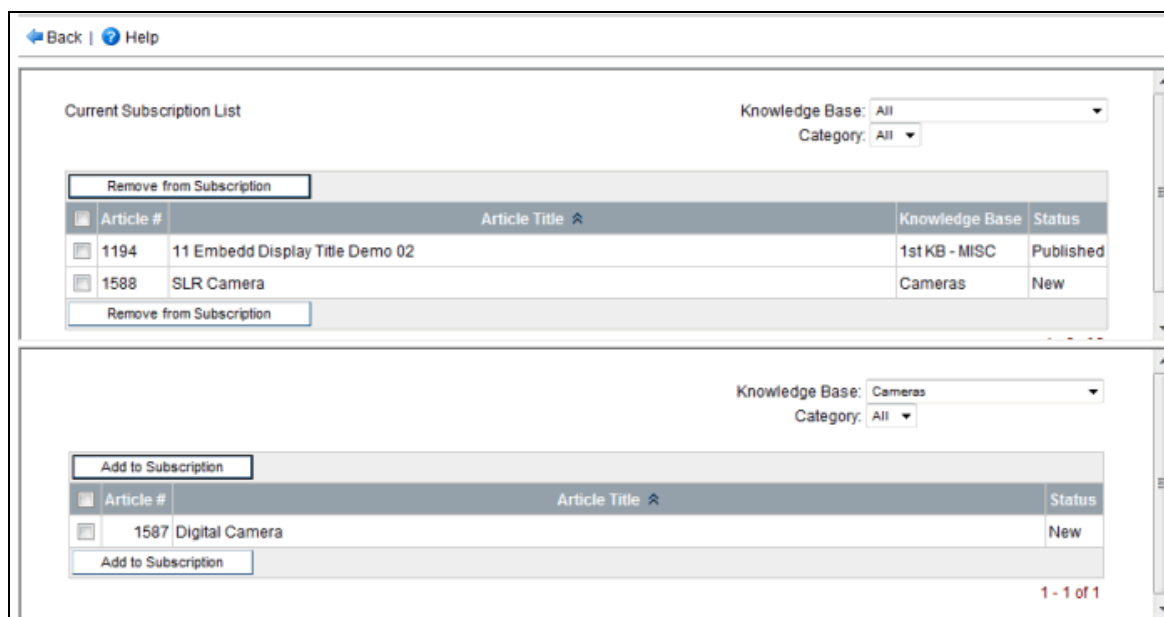 Back | Help
Current Subscription List
Knowledge Base: All
Category: All
Remove from Subscription
Article # Article Title Knowledge Base Status
1194 11 Embedd Display Title Demo 02 1st KB - MISC Published
1588 SLR Camera Cameras New
Remove from Subscription
Knowledge Base: Cameras
Category: All
Add to Subscription
Article # Article Title Status
1587 Digital Camera New
Add to Subscription
1 - 1 of 1